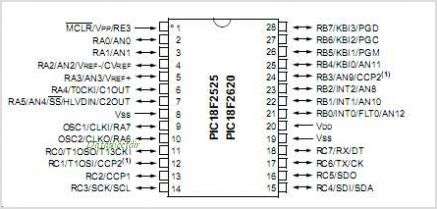 MCLR/VPP/RE3 1 28 RB7/KBI3/PGD
RA0/AN0 2 27 RB6/KBI2/PGC
RA1/AN1 3 26 RB5/KBI1/PGM
RA2/AN2/VREF-/CVREF 4 25 RB4/KBI0/AN11
RA3/AN3/VREF+ 5 24 RB3/AN9/CCP2(1)
RA4/T0CKI/C1OUT 6 23 RB2/INT2/AN8
RA5/AN4/SS/HLVDIN/C2OUT 7 22 RB1/INT1/AN10
VSS 8 21 RB0/INT0/FLT0/AN12
OSC1/CLKI/RA7 9 20 VDD
OSC2/CLKO/RA6 10 19 VSS
RC0/T1OSO/T13CKI 11 18 RC7/RX/DT
RC1/T1OSI/CCP2(1) 12 17 RC6/TX/CK
RC2/CCP1 13 16 RC5/SDO
RC3/SCK/SCL 14 15 RC4/SDI/SDA
PIC18F2525
PIC18F2620